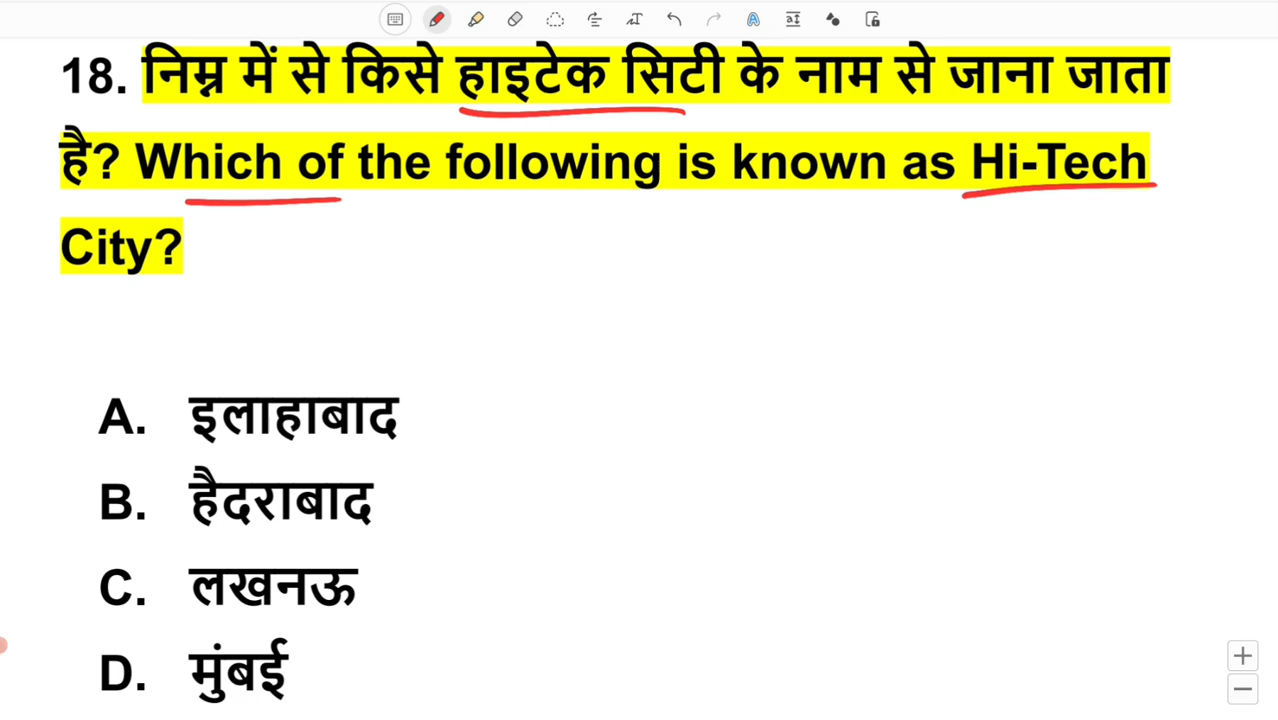 18. निम्न में से किसे हाइटेक सिटी के नाम से जाना जाता
है? Which of the following is known as Hi-Tech
City?
A. इलाहाबाद
B. हैदराबाद
C. लखनऊ
D. मुंबई